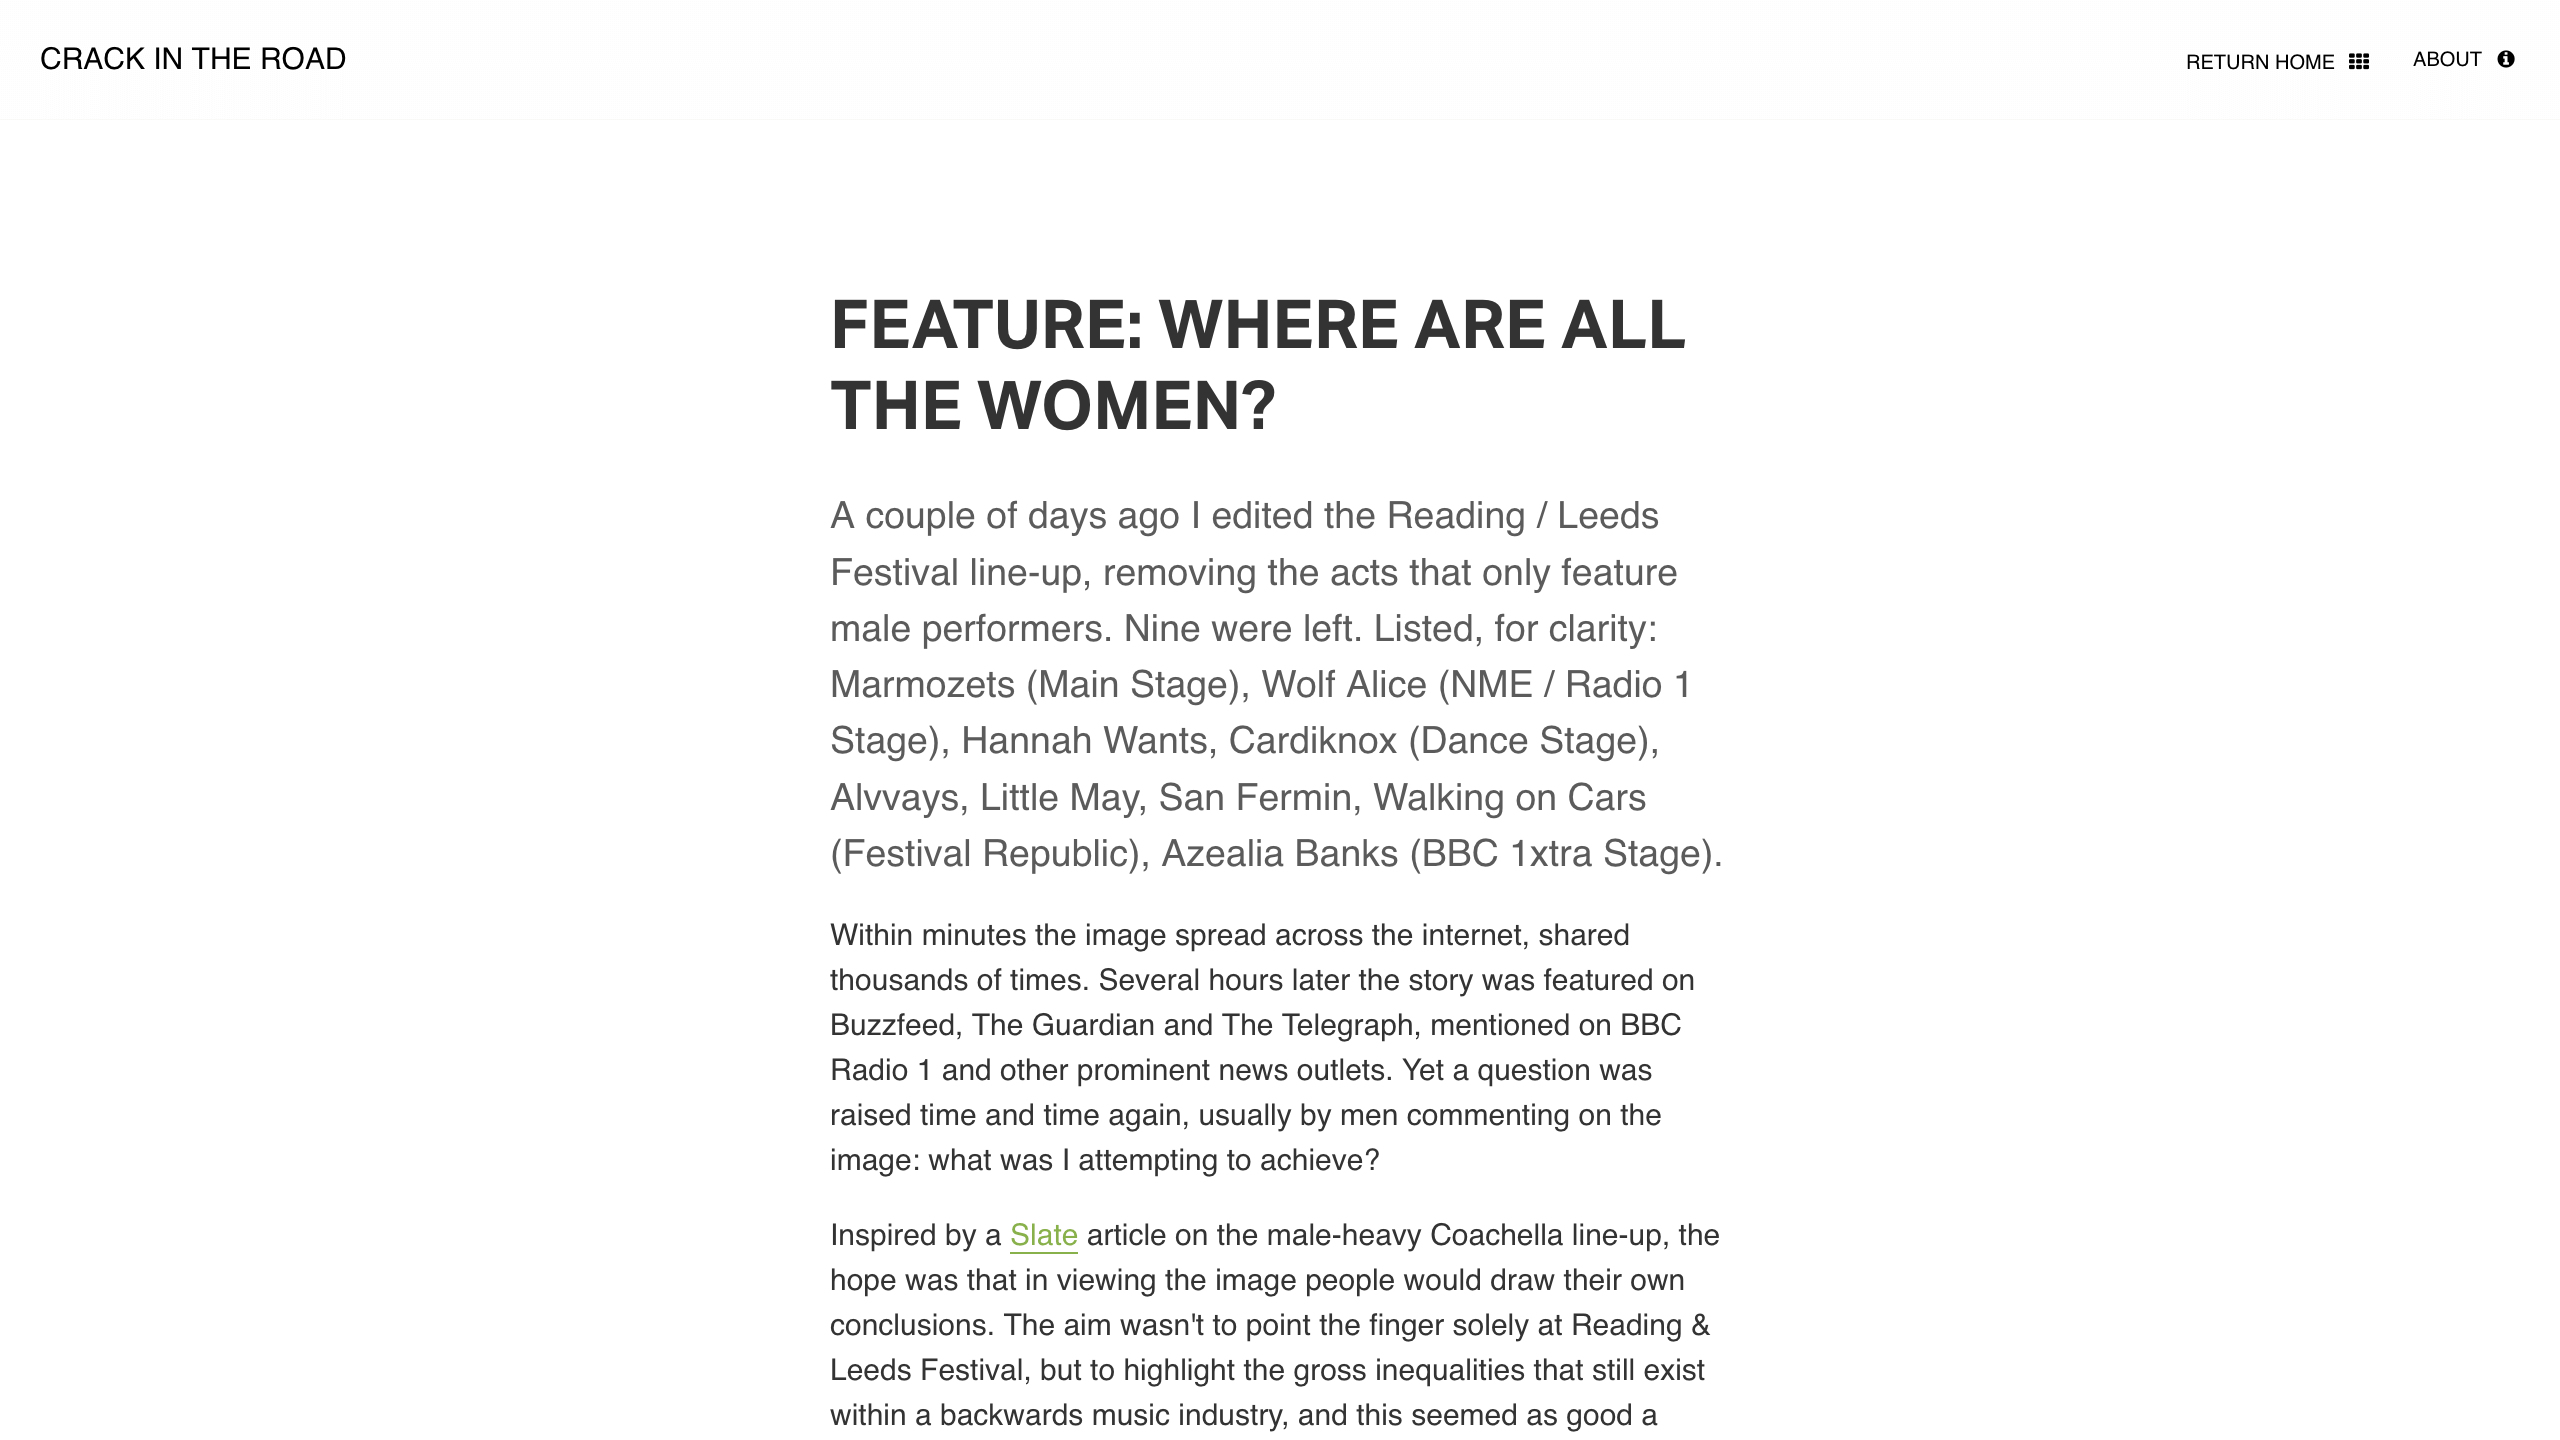 CRACK IN THE ROAD
RETURN HOME
ABOUT
FEATURE: WHERE ARE ALL
THE WOMEN?
A couple of days ago I edited the Reading / Leeds
Festival line-up, removing the acts that only feature
male performers. Nine were left. Listed, for clarity:
Marmozets (Main Stage), Wolf Alice (NME / Radio 1
Stage), Hannah Wants, Cardiknox (Dance Stage),
Alvvays, Little May, San Fermin, Walking on Cars
(Festival Republic), Azealia Banks (BBC 1xtra Stage).
Within minutes the image spread across the internet, shared
thousands of times. Several hours later the story was featured on
Buzzfeed, The Guardian and The Telegraph, mentioned on BBC
Radio 1 and other prominent news outlets. Yet a question was
raised time and time again, usually by men commenting on the
image: what was I attempting to achieve?
Inspired by a Slate article on the male-heavy Coachella line-up, the
hope was that in viewing the image people would draw their own
conclusions. The aim wasn't to point the finger solely at Reading &
Leeds Festival, but to highlight the gross inequalities that still exist
within a backwards music industry, and this seemed as good a